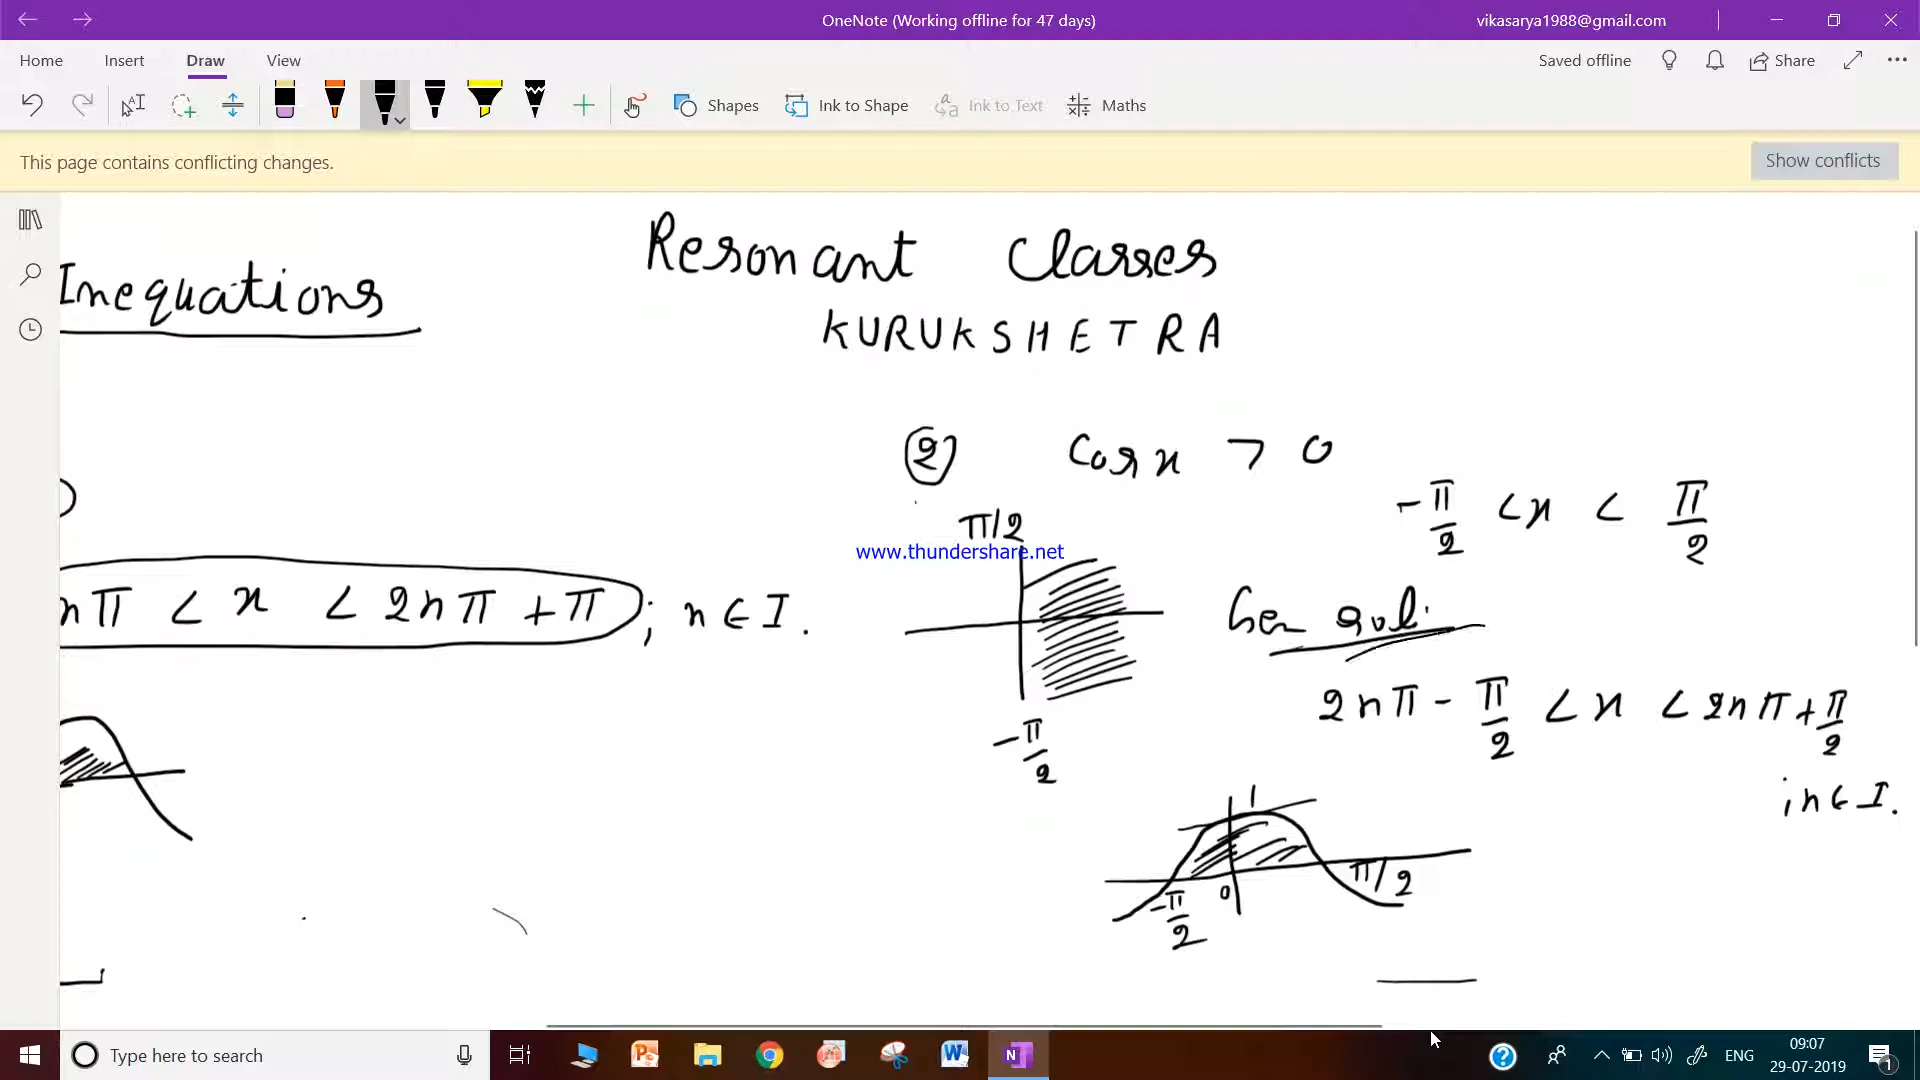 OneNote (Working offline for 47 days)
vikasarya1988@gmail.com
Home Insert Draw View
Saved offline
Share
Shapes
Ink to Shape
Ink to Text
Maths
This page contains conflicting changes.
Show conflicts
Resonant Classes
KURUKSHETRA
Inequations
② Cos x > 0
-π/2 < x < π/2
π/2
www.thundershare.net
nπ < x < 2nπ + π ; n ∈ I.
Gen sol.
-π/2
2nπ - π/2 < x < 2nπ + π/2
; n ∈ I.
1
-π/2
0
π/2
Type here to search
ENG
09:07
29-07-2019
1